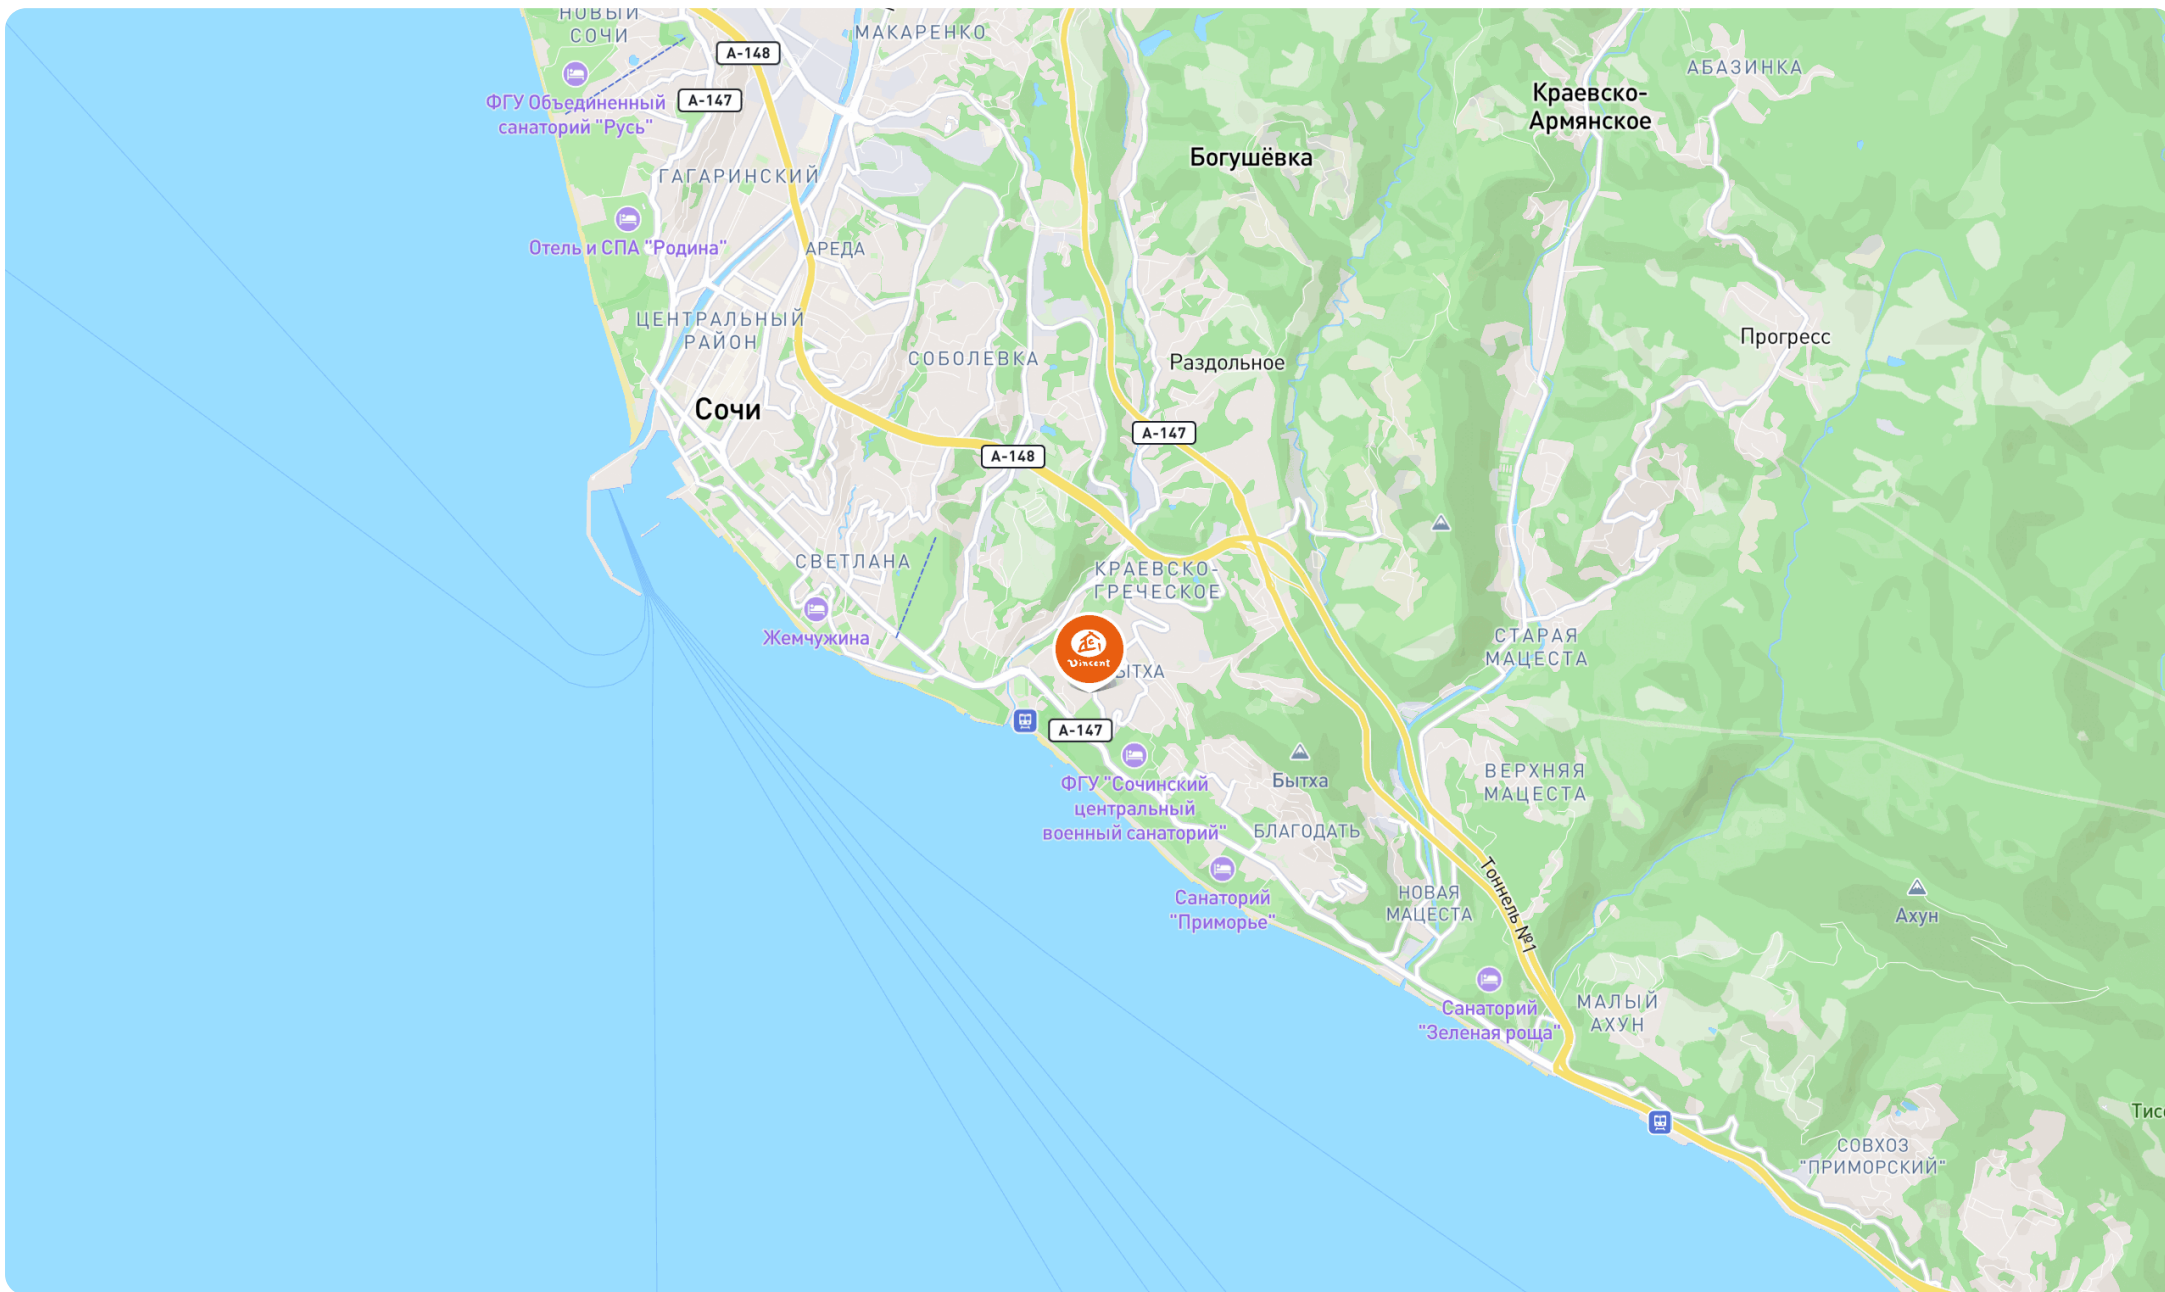 НОВЫЙ
СОЧИ
МАКАРЕНКО
А-148
АБАЗИНКА
ФГУ Объединенный
санаторий "Русь"
А-147
Краевско-
Армянское
Богушёвка
ГАГАРИНСКИЙ
Отель и СПА "Родина"
АРЕДА
ЦЕНТРАЛЬНЫЙ
РАЙОН
Прогресс
СОБОЛЕВКА
Раздольное
Сочи
А-147
А-148
СВЕТЛАНА
КРАЕВСКО-
ГРЕЧЕСКОЕ
Жемчужина
Vincent
ЫТХА
СТАРАЯ
МАЦЕСТА
А-147
ФГУ "Сочинский
центральный
военный санаторий"
Бытха
ВЕРХНЯЯ
МАЦЕСТА
БЛАГОДАТЬ
Тоннель №1
Санаторий
"Приморье"
НОВАЯ
МАЦЕСТА
Ахун
Санаторий
"Зеленая роща"
МАЛЫЙ
АХУН
Тисо
СОВХОЗ
"ПРИМОРСКИЙ"